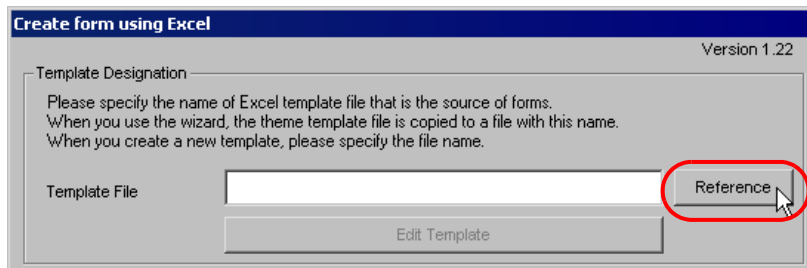 Create form using Excel
Version 1.22
Template Designation
Please specify the name of Excel template file that is the source of forms.
When you use the wizard, the theme template file is copied to a file with this name.
When you create a new template, please specify the file name.
Template File
Reference
Edit Template